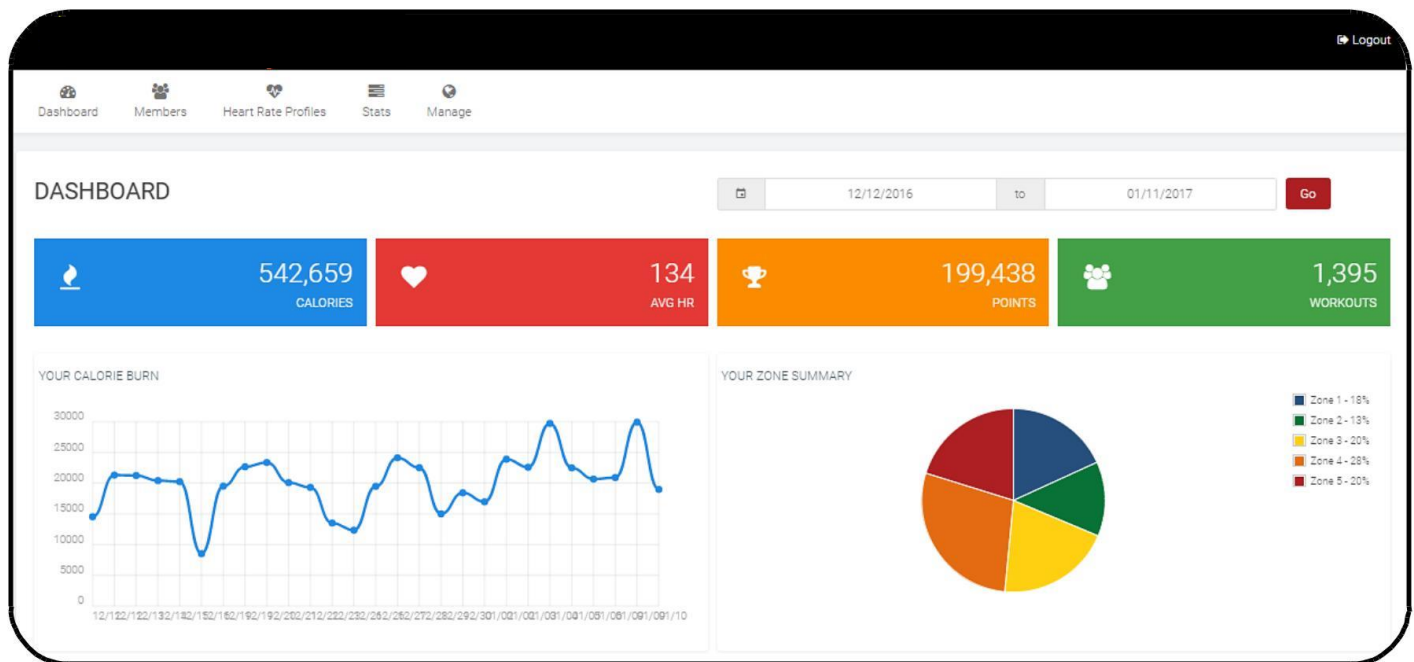 Logout
Dashboard Members Heart Rate Profiles Stats Manage
DASHBOARD
12/12/2016 to 01/11/2017 Go
542,659
CALORIES
134
AVG HR
199,438
POINTS
1,395
WORKOUTS
YOUR CALORIE BURN
30000
25000
20000
15000
10000
5000
0
YOUR ZONE SUMMARY
Zone 1 - 18%
Zone 2 - 13%
Zone 3 - 20%
Zone 4 - 28%
Zone 5 - 20%